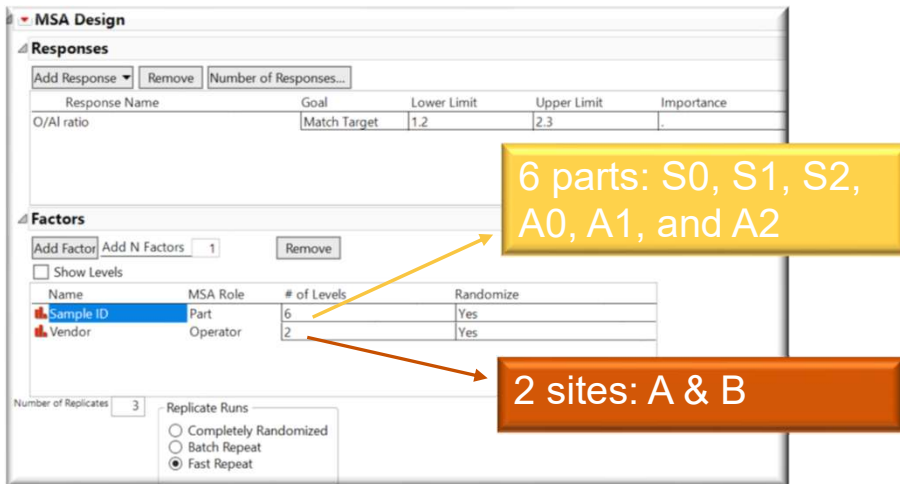 MSA Design
Responses
Add Response Remove Number of Responses...
Response Name Goal Lower Limit Upper Limit Importance
O/Al ratio Match Target 1.2 2.3 .
6 parts: S0, S1, S2,
A0, A1, and A2
Factors
Add Factor Add N Factors 1 Remove
Show Levels
Name MSA Role # of Levels Randomize
Sample ID Part 6 Yes
Vendor Operator 2 Yes
2 sites: A & B
Number of Replicates 3 Replicate Runs
Completely Randomized
Batch Repeat
Fast Repeat